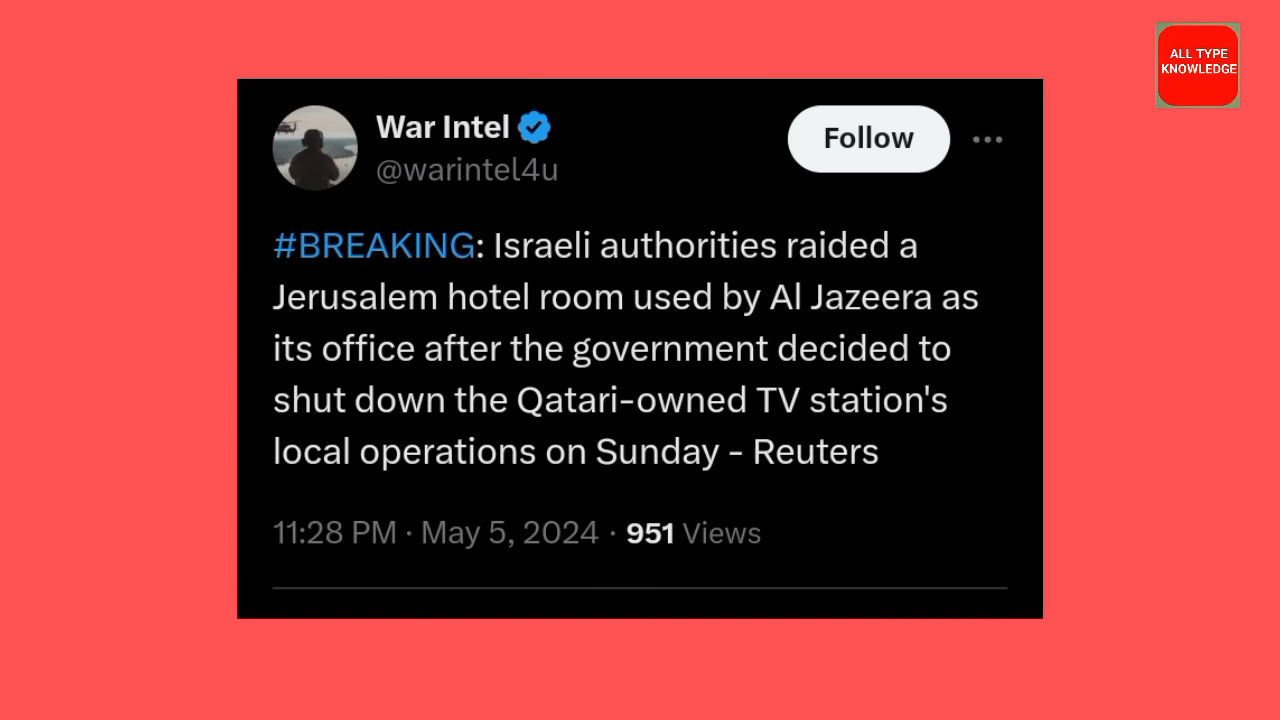 ALL TYPE
KNOWLEDGE
War Intel
@warintel4u
Follow
#BREAKING: Israeli authorities raided a
Jerusalem hotel room used by Al Jazeera as
its office after the government decided to
shut down the Qatari-owned TV station's
local operations on Sunday - Reuters
11:28 PM · May 5, 2024 · 951 Views